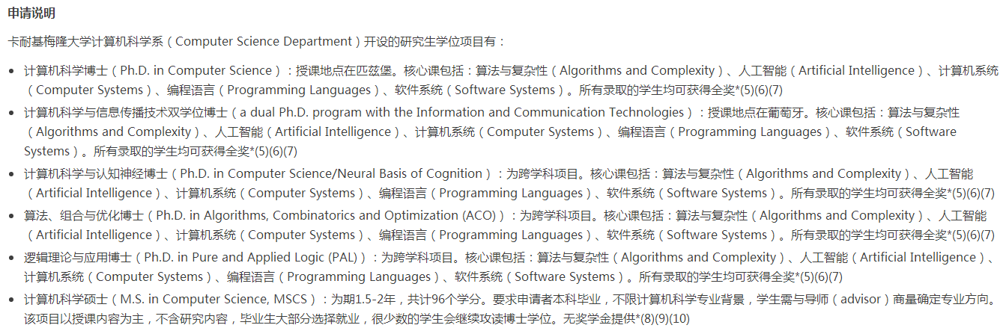 申请说明
卡耐基梅隆大学计算机科学系（Computer Science Department）开设的研究生学位项目有：
• 计算机科学博士（Ph.D. in Computer Science）：授课地点在匹兹堡。核心课包括：算法与复杂性（Algorithms and Complexity）、人工智能（Artificial Intelligence）、计算机系统
（Computer Systems）、编程语言（Programming Languages）、软件系统（Software Systems）。所有录取的学生均可获得全奖*(5)(6)(7)
• 计算机科学与信息传播技术双学位博士（a dual Ph.D. program with the Information and Communication Technologies）：授课地点在葡萄牙。核心课包括：算法与复杂性
（Algorithms and Complexity）、人工智能（Artificial Intelligence）、计算机系统（Computer Systems）、编程语言（Programming Languages）、软件系统（Software
Systems）。所有录取的学生均可获得全奖*(5)(6)(7)
• 计算机科学与认知神经博士（Ph.D. in Computer Science/Neural Basis of Cognition）：为跨学科项目。核心课包括：算法与复杂性（Algorithms and Complexity）、人工智能
（Artificial Intelligence）、计算机系统（Computer Systems）、编程语言（Programming Languages）、软件系统（Software Systems）。所有录取的学生均可获得全奖*(5)(6)(7)
• 算法、组合与优化博士（Ph.D. in Algorithms, Combinatorics and Optimization (ACO)）：为跨学科项目。核心课包括：算法与复杂性（Algorithms and Complexity）、人工智能
（Artificial Intelligence）、计算机系统（Computer Systems）、编程语言（Programming Languages）、软件系统（Software Systems）。所有录取的学生均可获得全奖*(5)(6)(7)
• 逻辑理论与应用博士（Ph.D. in Pure and Applied Logic (PAL)）：为跨学科项目。核心课包括：算法与复杂性（Algorithms and Complexity）、人工智能（Artificial Intelligence）、
计算机系统（Computer Systems）、编程语言（Programming Languages）、软件系统（Software Systems）。所有录取的学生均可获得全奖*(5)(6)(7)
• 计算机科学硕士（M.S. in Computer Science, MSCS）：为期1.5-2年，共计96个学分。要求申请者本科毕业，不限计算机科学专业背景，学生需与导师（advisor）商量确定专业方向。
该项目以授课内容为主，不含研究内容，毕业生大部分选择就业，很少数的学生会继续攻读博士学位。无奖学金提供*(8)(9)(10)